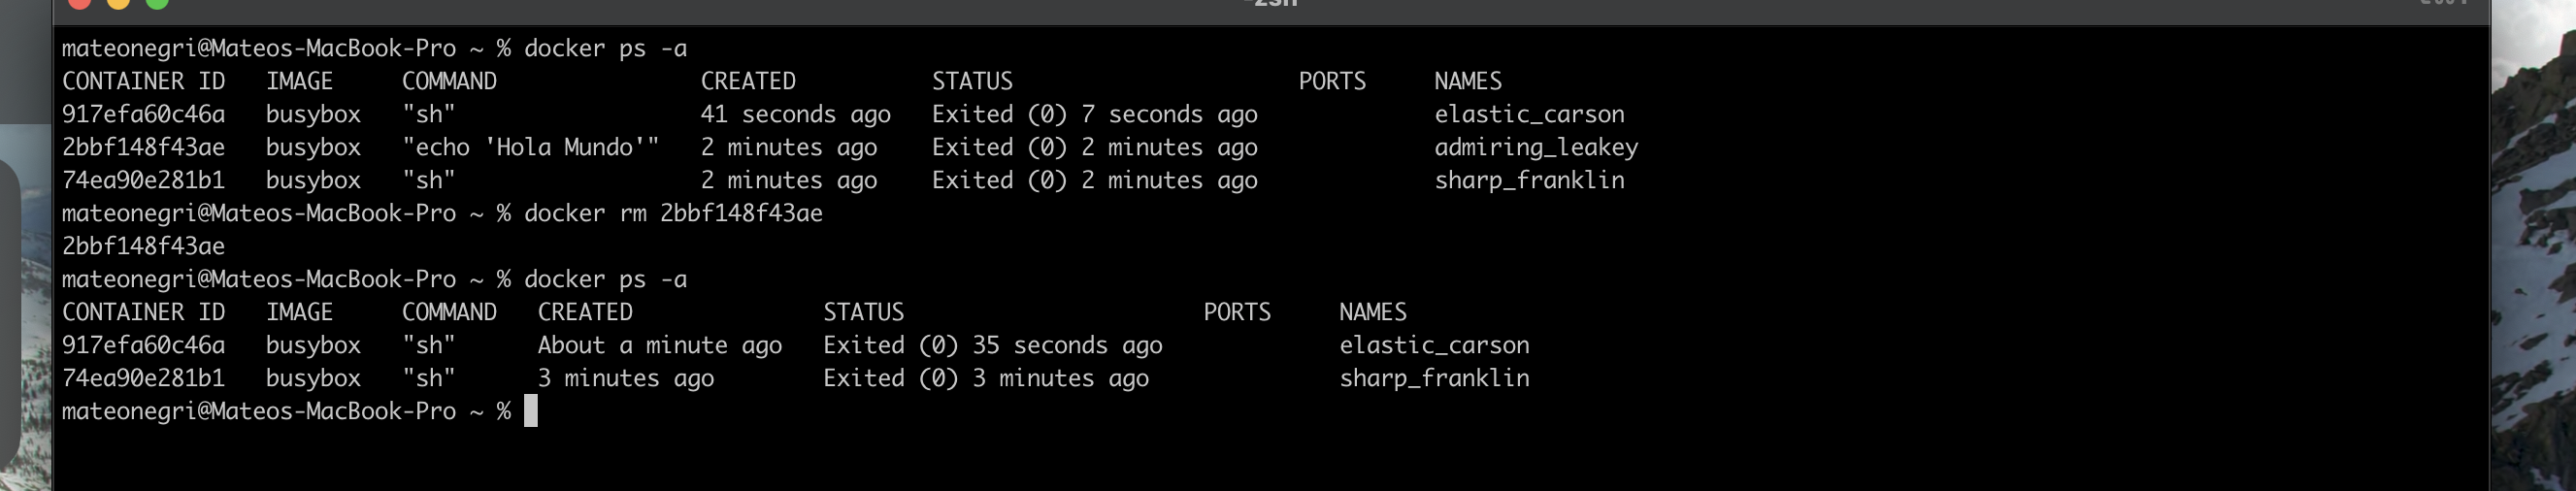 mateonegri@Mateos-MacBook-Pro ~ % docker ps -a
CONTAINER ID   IMAGE     COMMAND               CREATED          STATUS                     PORTS     NAMES
917efa60c46a   busybox   "sh"                  41 seconds ago   Exited (0) 7 seconds ago             elastic_carson
2bbf148f43ae   busybox   "echo 'Hola Mundo'"   2 minutes ago    Exited (0) 2 minutes ago             admiring_leakey
74ea90e281b1   busybox   "sh"                  2 minutes ago    Exited (0) 2 minutes ago             sharp_franklin
mateonegri@Mateos-MacBook-Pro ~ % docker rm 2bbf148f43ae
2bbf148f43ae
mateonegri@Mateos-MacBook-Pro ~ % docker ps -a
CONTAINER ID   IMAGE     COMMAND   CREATED              STATUS                      PORTS     NAMES
917efa60c46a   busybox   "sh"      About a minute ago   Exited (0) 35 seconds ago             elastic_carson
74ea90e281b1   busybox   "sh"      3 minutes ago        Exited (0) 3 minutes ago              sharp_franklin
mateonegri@Mateos-MacBook-Pro ~ %